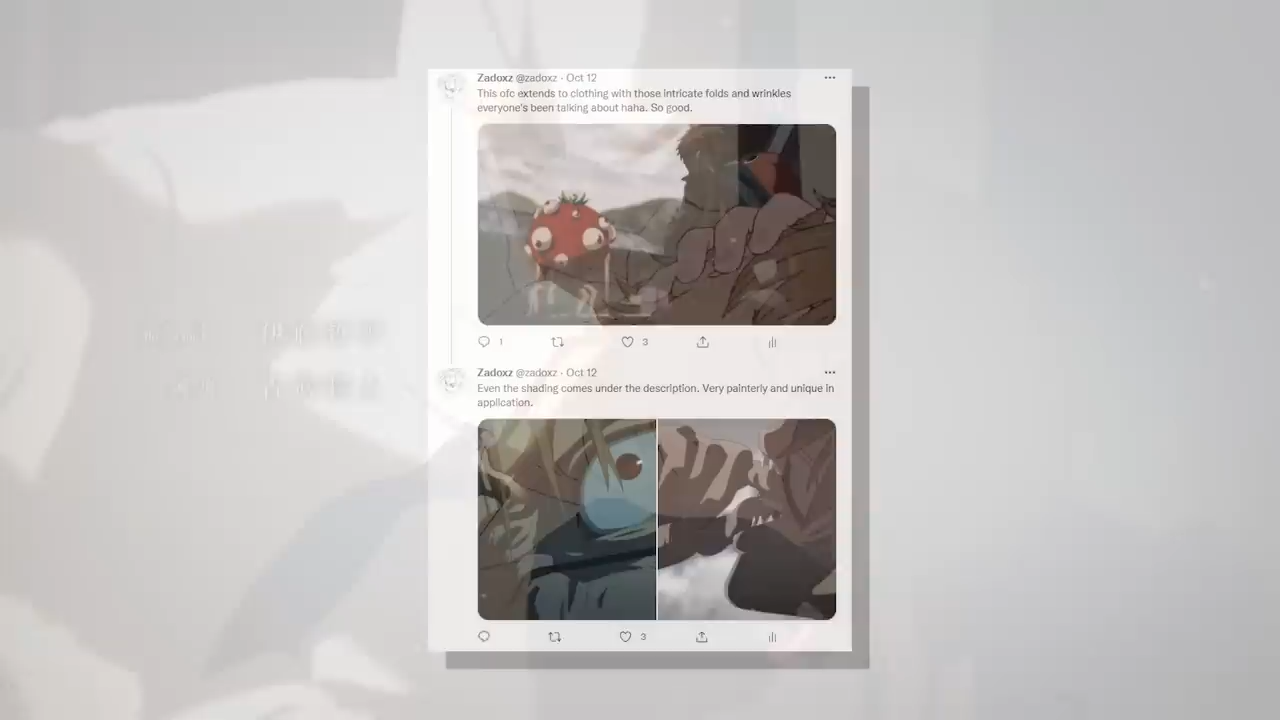 Zadoxz @zadoxz · Oct 12
This ofc extends to clothing with those intricate folds and wrinkles
everyone's been talking about haha. So good.
1 3
Zadoxz @zadoxz · Oct 12
Even the shading comes under the description. Very painterly and unique in
application.
3